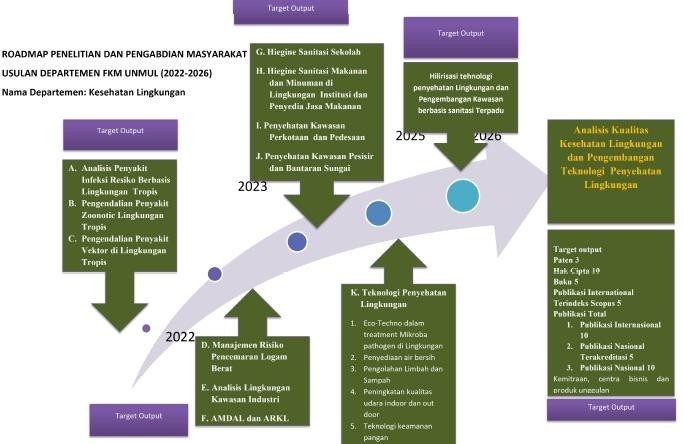 Target Output
Target Output
ROADMAP PENELITIAN DAN PENGABDIAN MASYARAKAT
USULAN DEPARTEMEN FKM UNMUL (2022-2026)
Nama Departemen: Kesehatan Lingkungan
G. Hiegine Sanitasi Sekolah
H. Hiegine Sanitasi Makanan
dan Minuman di
Lingkungan Institusi dan
Penyedia Jasa Makanan
I. Penyehatan Kawasan
Perkotaan dan Pedesaan
J. Penyehatan Kawasan Pesisir
dan Bantaran Sungai
Hilirisasi tehnologi
penyehatan Lingkungan dan
Pengembangan Kawasan
berbasis sanitasi Terpadu
2025
2026
Target Output
A. Analisis Penyakit
Infeksi Resiko Berbasis
Lingkungan Tropis
B. Pengendalian Penyakit
Zoonotic Lingkungan
Tropis
C. Pengendalian Penyakit
Vektor di Lingkungan
Tropis
2023
Analisis Kualitas
Kesehatan Lingkungan
dan Pengembangan
Teknologi Penyehatan
Lingkungan
Target output
Paten 3
Hak Cipta 10
Buku 5
Publikasi International
Terindeks Scopus 5
Publikasi Total
1. Publikasi Internasional
10
2. Publikasi Nasional
Terakreditasi 5
3. Publikasi Nasional 10
Kemitraan, centra bisnis dan
produk unggulan
Target Output
2022
D. Manajemen Risiko
Pencemaran Logam
Berat
E. Analisis Lingkungan
Kawasan Industri
F. AMDAL dan ARKL
K. Teknologi Penyehatan
Lingkungan
1. Eco-Techno dalam
treatment Mikroba
pathogen di Lingkungan
2. Penyediaan air bersih
3. Pengolahan Limbah dan
Sampah
4. Peningkatan kualitas
udara indoor dan out
door
5. Teknologi keamanan
pangan
Target Output